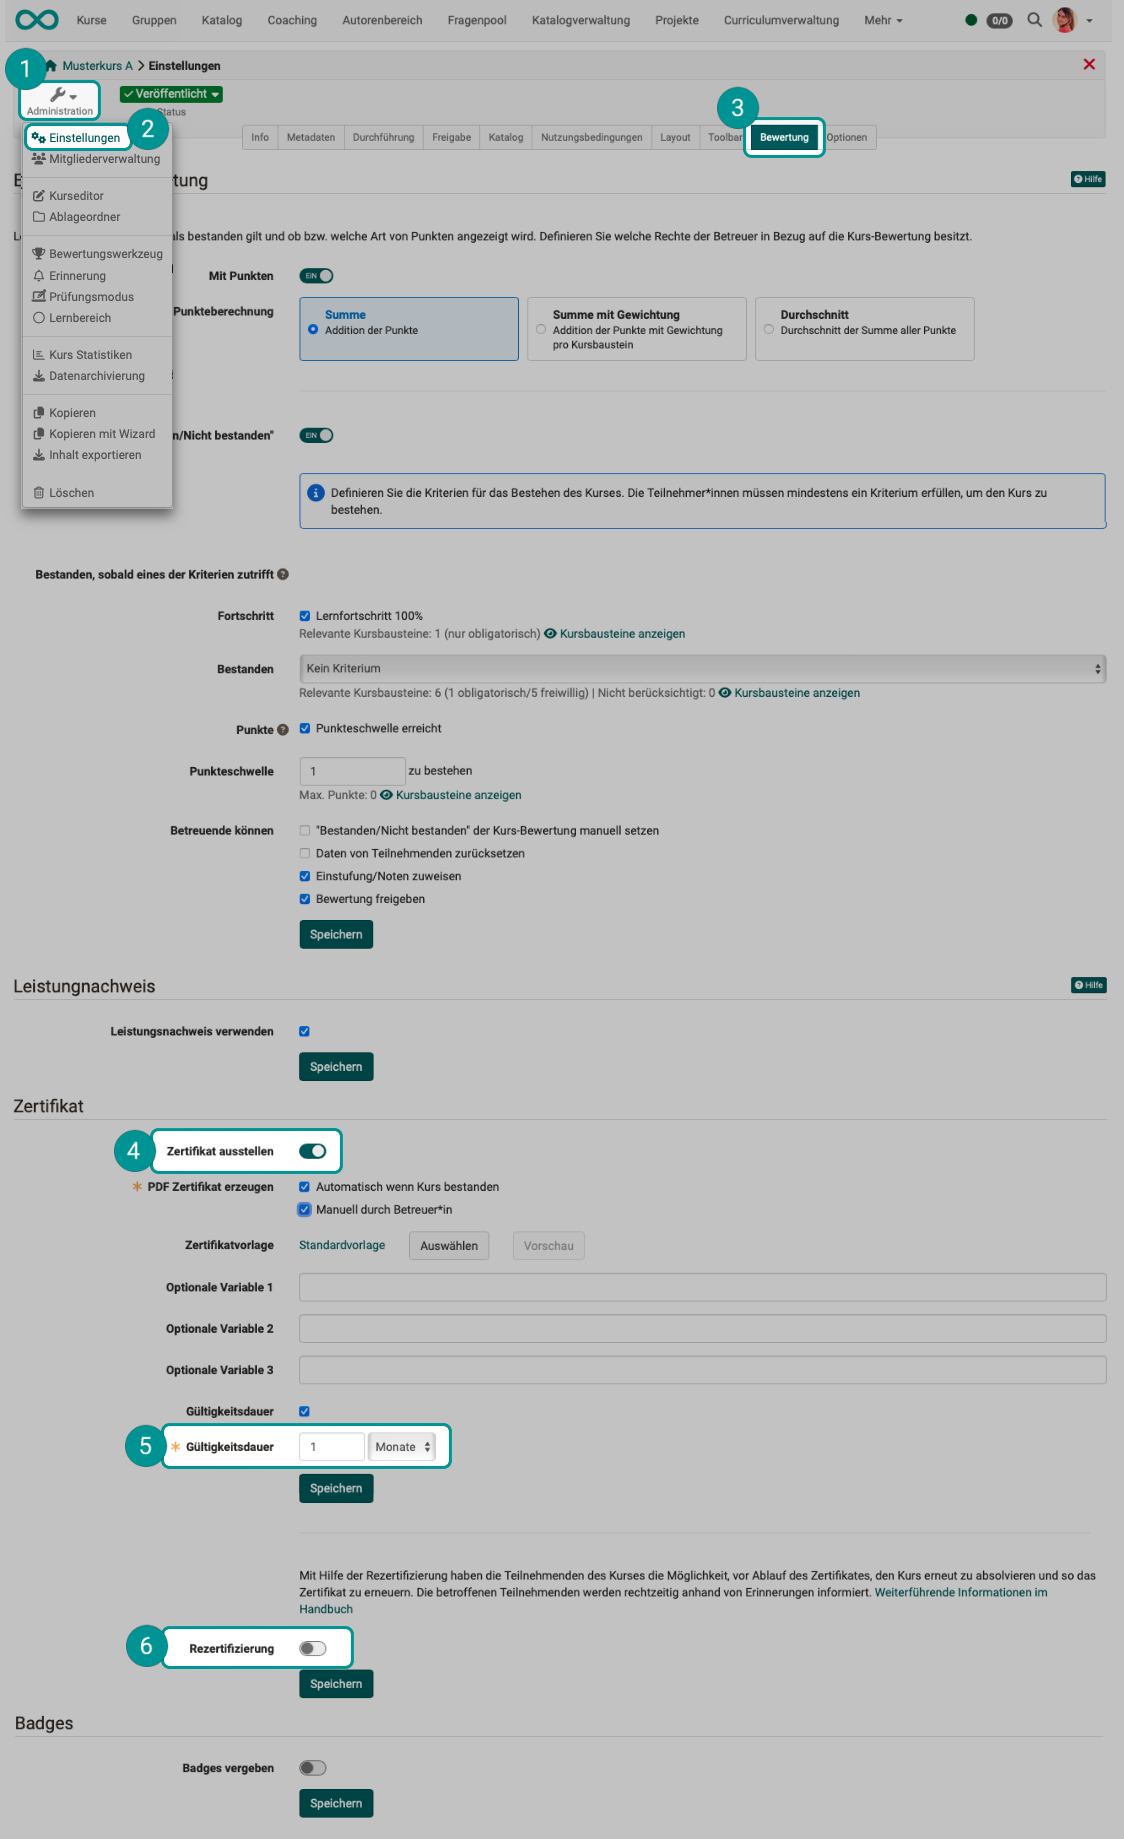 Kurse Gruppen Katalog Coaching Autorenbereich Fragenpool Katalogverwaltung Projekte Curriculumverwaltung Mehr 0/0
1 Musterkurs A Einstellungen
Veröffentlicht
Administration Status
3
2
Einstellungen
Info Metadaten Durchführung Freigabe Katalog Nutzungsbedingungen Layout Toolbar Bewertung Optionen
Mitgliederverwaltung
tung Hilfe
Kurseditor
Ablageordner
als bestanden gilt und ob bzw. welche Art von Punkten angezeigt wird. Definieren Sie welche Rechte der Betreuer in Bezug auf die Kurs-Bewertung besitzt.
Bewertungswerkzeug
Erinnerung
Mit Punkten EIN
Prüfungsmodus
Lernbereich
Punkteberechnung
Summe
Addition der Punkte
Summe mit Gewichtung
Addition der Punkte mit Gewichtung
pro Kursbaustein
Durchschnitt
Durchschnitt der Summe aller Punkte
Kurs Statistiken
Datenarchivierung
Kopieren
Kopieren mit Wizard
n/Nicht bestanden" EIN
Inhalt exportieren
Löschen
Definieren Sie die Kriterien für das Bestehen des Kurses. Die Teilnehmer*innen müssen mindestens ein Kriterium erfüllen, um den Kurs zu
bestehen.
Bestanden, sobald eines der Kriterien zutrifft
Fortschritt Lernfortschritt 100%
Relevante Kursbausteine: 1 (nur obligatorisch) Kursbausteine anzeigen
Bestanden Kein Kriterium
Relevante Kursbausteine: 6 (1 obligatorisch/5 freiwillig) | Nicht berücksichtigt: 0 Kursbausteine anzeigen
Punkte Punkteschwelle erreicht
Punkteschwelle 1 zu bestehen
Max. Punkte: 0 Kursbausteine anzeigen
Betreuende können "Bestanden/Nicht bestanden" der Kurs-Bewertung manuell setzen
Daten von Teilnehmenden zurücksetzen
Einstufung/Noten zuweisen
Bewertung freigeben
Speichern
Leistungnachweis Hilfe
Leistungsnachweis verwenden
Speichern
Zertifikat
4 Zertifikat ausstellen
* PDF Zertifikat erzeugen Automatisch wenn Kurs bestanden
Manuell durch Betreuer*in
Zertifikatvorlage Standardvorlage Auswählen Vorschau
Optionale Variable 1
Optionale Variable 2
Optionale Variable 3
Gültigkeitsdauer
5 * Gültigkeitsdauer 1 Monate
Speichern
Mit Hilfe der Rezertifizierung haben die Teilnehmenden des Kurses die Möglichkeit, vor Ablauf des Zertifikates, den Kurs erneut zu absolvieren und so das
Zertifikat zu erneuern. Die betroffenen Teilnehmenden werden rechtzeitig anhand von Erinnerungen informiert. Weiterführende Informationen im
Handbuch
6 Rezertifizierung
Speichern
Badges
Badges vergeben
Speichern